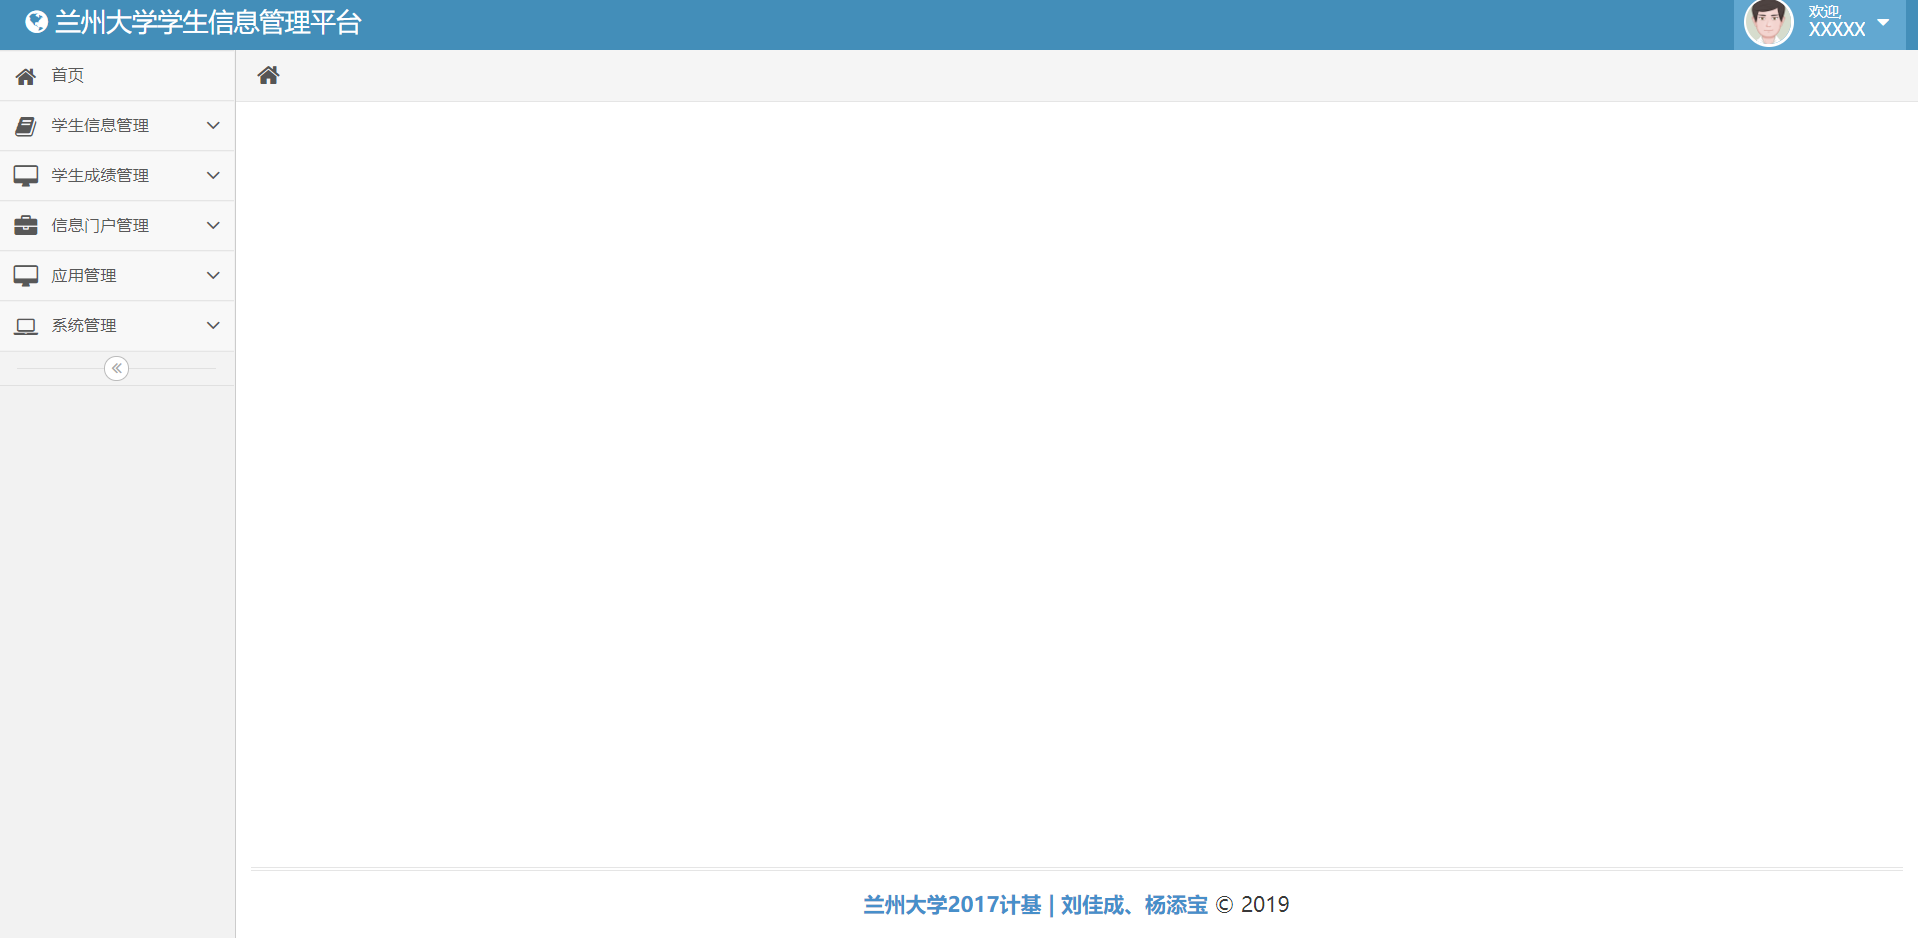 兰州大学学生信息管理平台
欢迎,
XXXXX
首页
学生信息管理
学生成绩管理
信息门户管理
应用管理
系统管理
兰州大学2017计基 | 刘佳成、杨添宝 © 2019